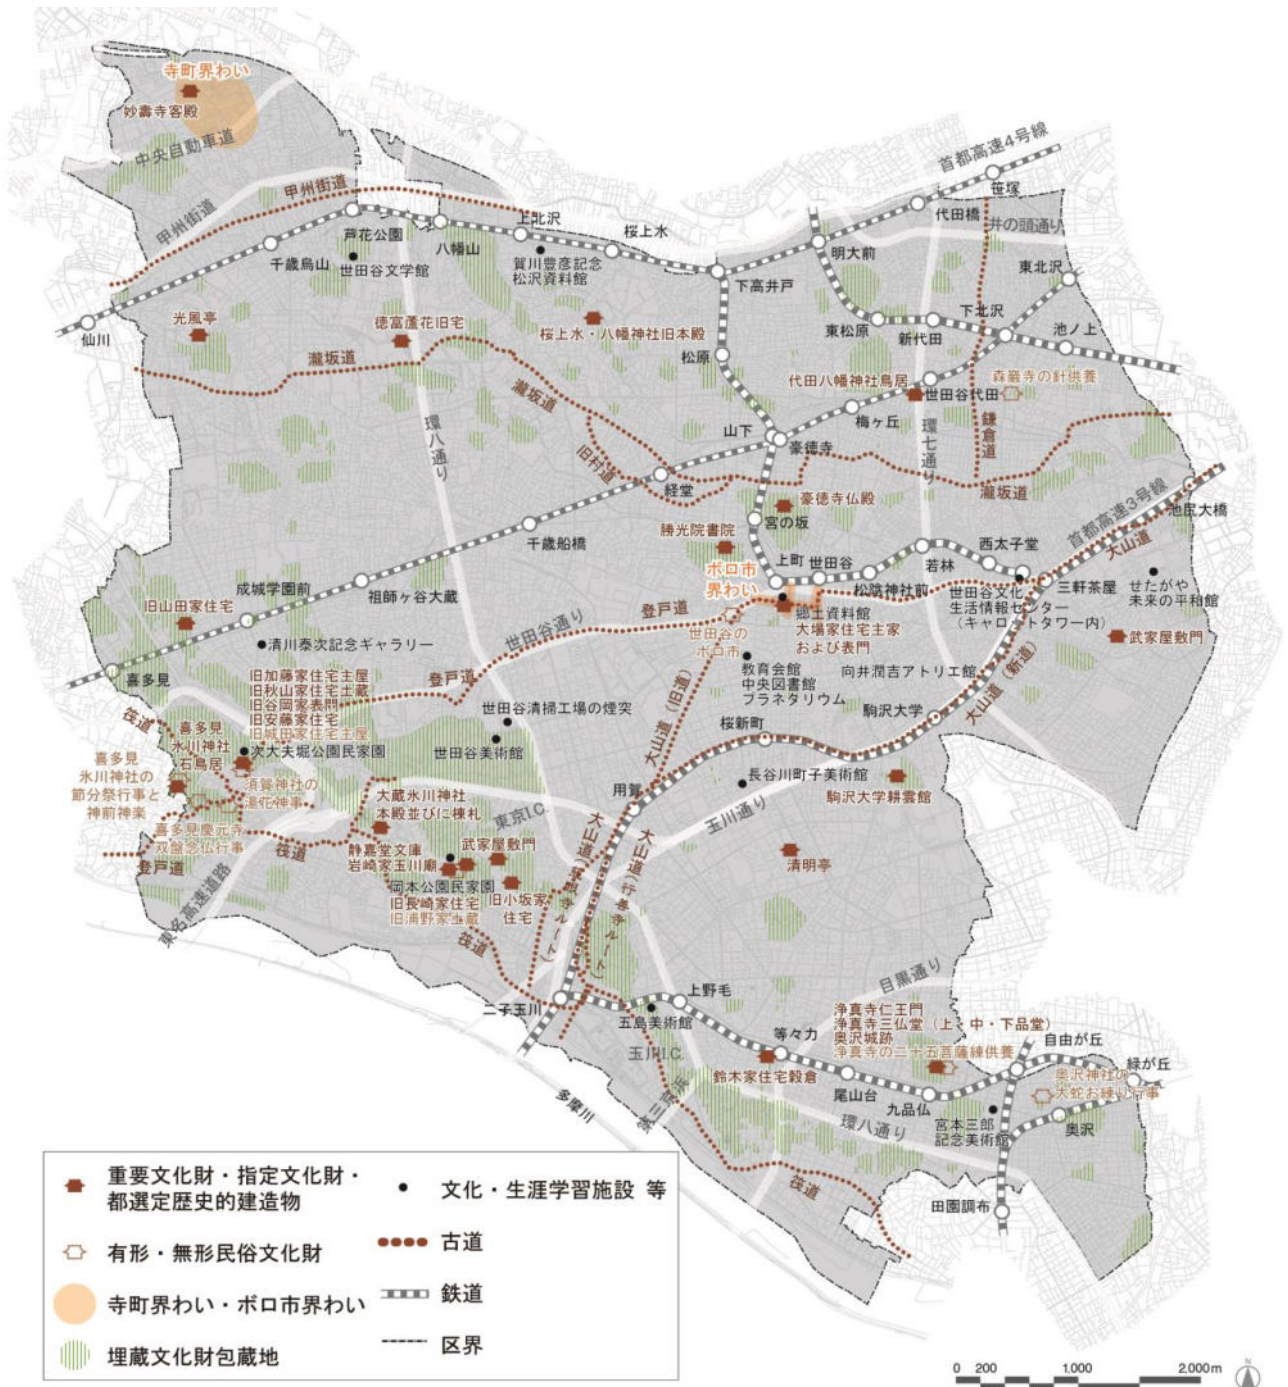 寺町界わい
妙壽寺客殿
中央自動車道
甲州街道
甲州街道
首都高速4号線
笹塚
代田橋
井の頭通り
上北沢
桜上水
芦花公園
八幡山
明大前
東北沢
千歳烏山
世田谷文学館
賀川豊彦記念
松沢資料館
下高井戸
下北沢
光風亭
徳富蘆花旧宅
桜上水・八幡神社旧本殿
東松原
新代田
池ノ上
仙川
瀧坂道
松原
代田八幡神社鳥居
森巖寺の針供養
世田谷代田
瀧坂道
梅ヶ丘
環八通り
山下
豪徳寺
環七通り
鎌倉道
旧村道
経堂
瀧坂道
首都高速3号線
池尻大橋
豪徳寺仏殿
宮の坂
勝光院書院
千歳船橋
大山道
西太子堂
ボロ市
界わい
上町
世田谷
若林
成城学園前
祖師ヶ谷大蔵
松陰神社前
三軒茶屋
せたがや
未来の平和館
旧山田家住宅
登戸道
郷土資料館
世田谷文化
生活情報センター
(キャロットタワー内)
世田谷の
ボロ市
大場家住宅主家
および表門
武家屋敷門
世田谷通り
清川泰次記念ギャラリー
教育会館
中央図書館
プラネタリウム
向井潤吉アトリエ館
大山道(新道)
喜多見
旧加藤家住宅主屋
旧秋山家住宅土蔵
旧谷岡家表門
旧安藤家住宅
旧城田家住宅主屋
登戸道
大山道(旧道)
筏道
世田谷清掃工場の煙突
桜新町
駒沢大学
喜多見
氷川神社
石鳥居
次大夫堀公園民家園
世田谷美術館
喜多見
氷川神社の
節分祭行事と
神前神楽
須賀神社の
湯花神事
長谷川町子美術館
駒沢大学耕雲館
用賀
大蔵氷川神社
本殿並びに棟札
東京I.C.
玉川通り
喜多見慶元寺
双盤念仏行事
登戸道
筏道
静嘉堂文庫
岩崎家玉川廟
武家屋敷門
清明亭
岡本公園民家園
旧長崎家住宅
旧浦野家土蔵
旧小坂家
住宅
東名高速道路
筏道
大山道(行善寺ルート)
目黒通り
二子玉川
上野毛
五島美術館
浄真寺仁王門
浄真寺三仏堂(上・中・下品堂)
奥沢城跡
浄真寺の二十五菩薩練供養
等々力
自由が丘
緑が丘
玉川I.C.
鈴木家住宅穀倉
奥沢神社の
大蛇お練り行事
尾山台
九品仏
多摩川
第三京浜
環八通り
宮本三郎
記念美術館
奥沢
筏道
田園調布
重要文化財・指定文化財・
都選定歴史的建造物
有形・無形民俗文化財
寺町界わい・ボロ市界わい
埋蔵文化財包蔵地
文化・生涯学習施設 等
古道
鉄道
区界
0 200 1,000 2,000m
N